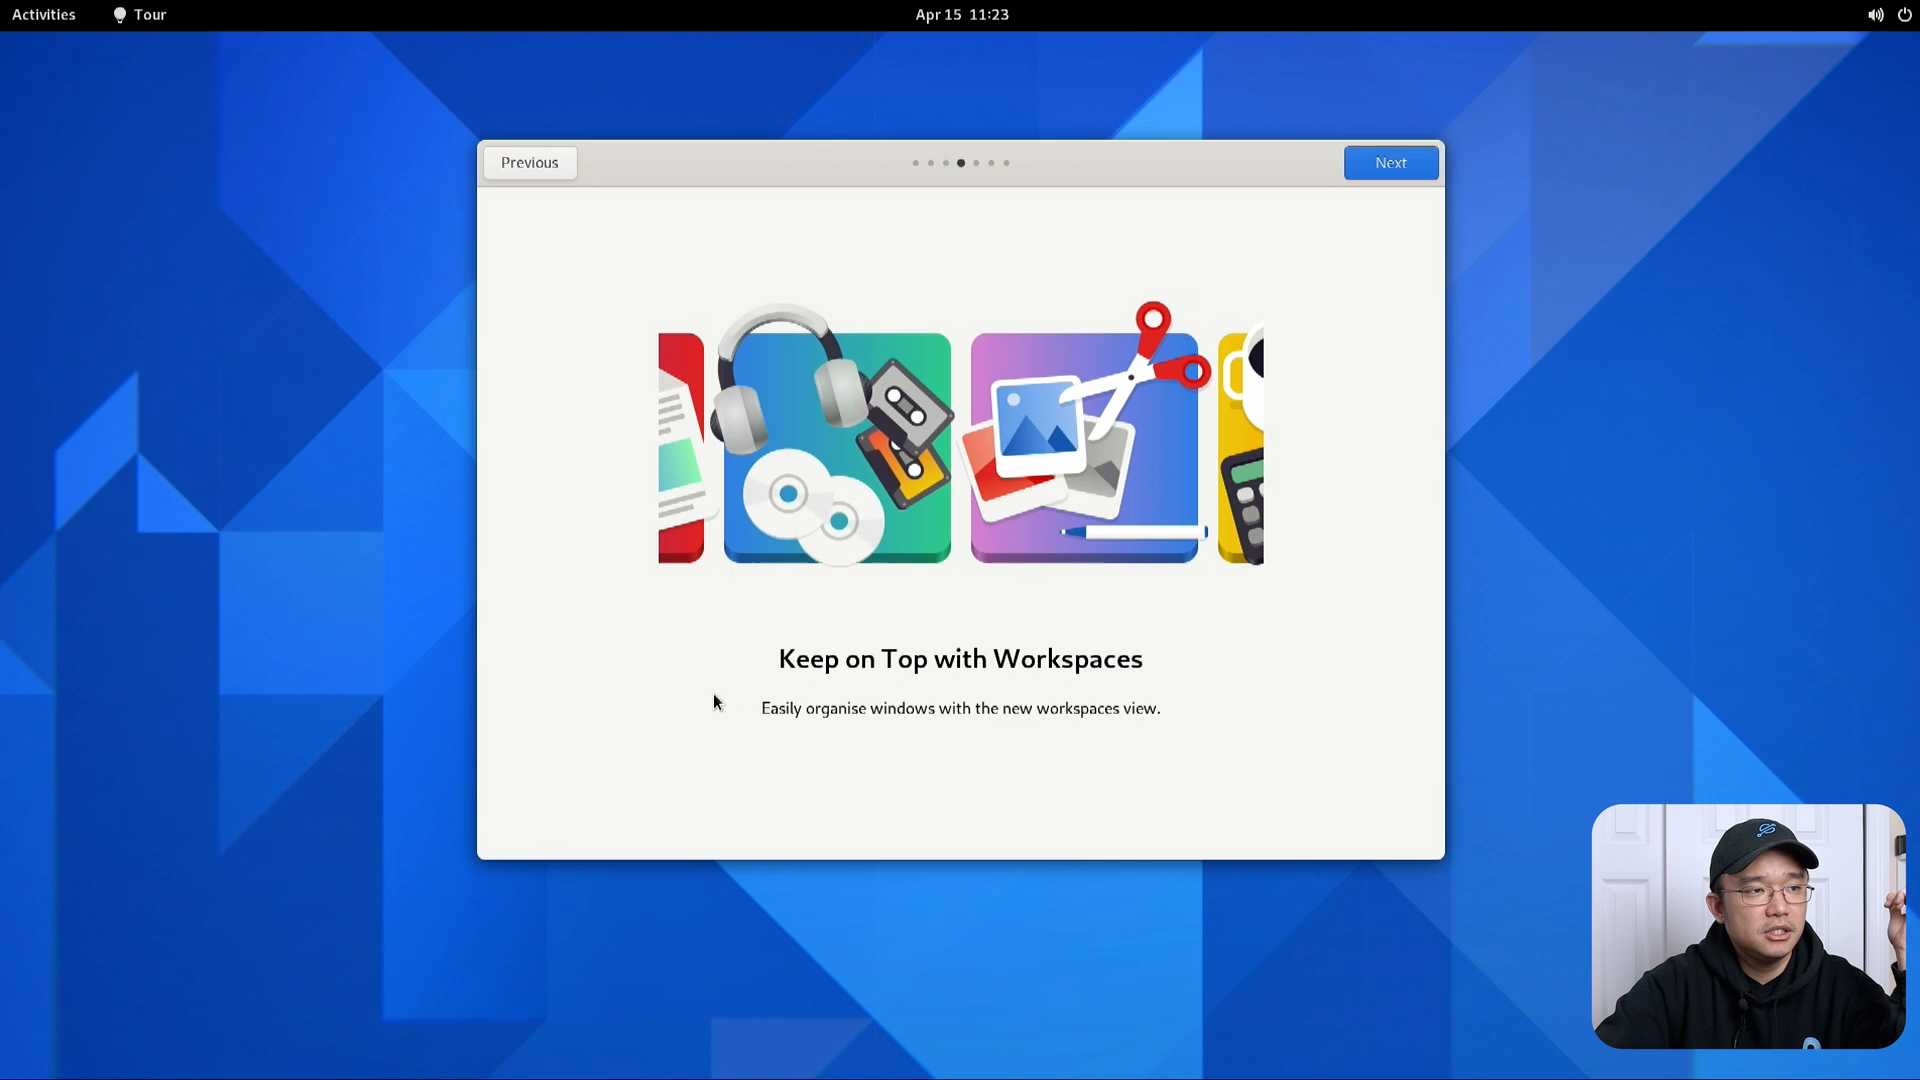 Activities
Tour
Apr 15 11:23
Previous
Next
Keep on Top with Workspaces
Easily organise windows with the new workspaces view.